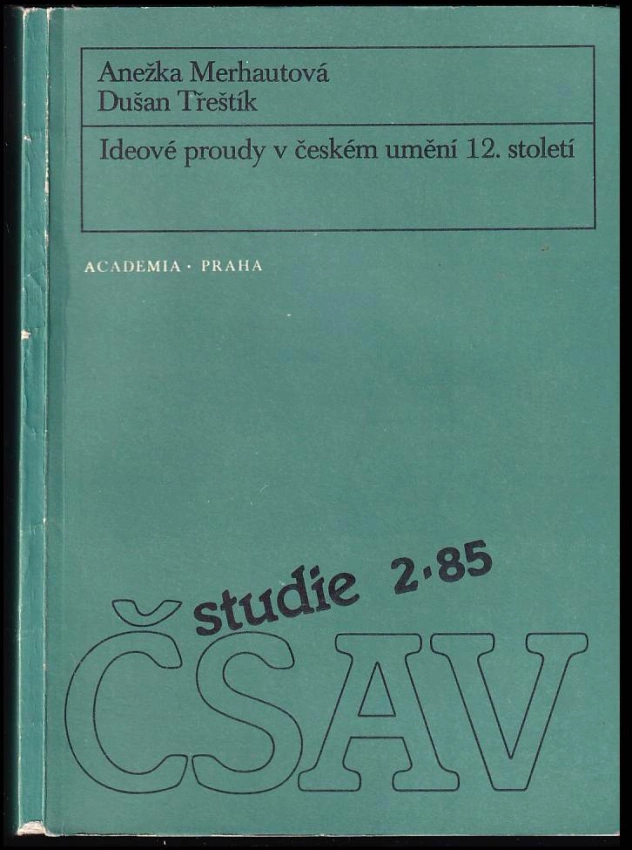 Anežka Merhautová
Dušan Třeštík
Ideové proudy v českém umění 12. století
ACADEMIA · PRAHA
studie 2·85
ČSAV